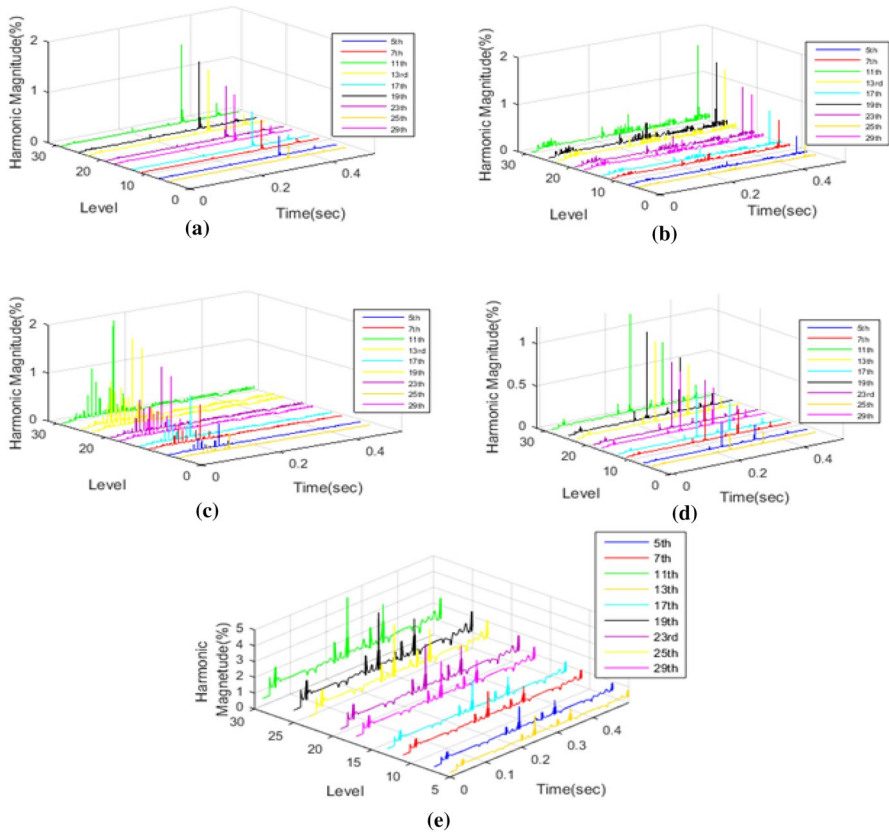 Harmonic Magnitude(%)
2
1
0
30
20
10
0
Level
0
0.2
0.4
Time(sec)
5th
7th
11th
13rd
17th
19th
23th
25th
29th
(a)
Harmonic Magnitude(%)
2
1
0
30
20
10
0
Level
0
0.2
0.4
Time(sec)
5th
7th
11th
13rd
17th
19th
23th
25th
29th
(b)
Harmonic Magnitude(%)
2
1
0
30
20
10
0
Level
0
0.2
0.4
Time(sec)
5th
7th
11th
13rd
17th
19th
23th
25th
29th
(c)
Harmonic Magnitude(%)
1
0.5
0
30
20
10
0
Level
0
0.2
0.4
Time(sec)
5th
7th
11th
13th
17th
19th
23rd
25th
29th
(d)
Harmonic
Magnetude(%)
5
4
3
2
1
0
30
25
20
15
10
5
Level
0
0.1
0.2
0.3
0.4
Time(sec)
5th
7th
11th
13th
17th
19th
23rd
25th
29th
(e)